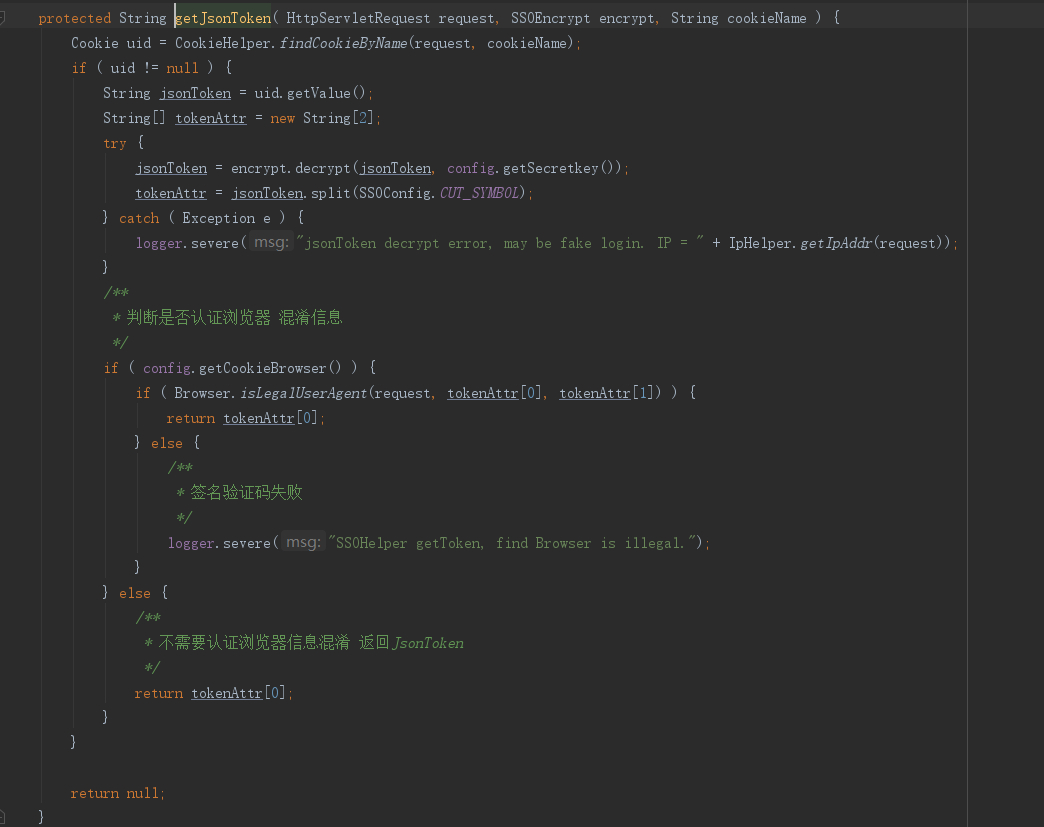 protected String getJsonToken( HttpServletRequest request, SSOEncrypt encrypt, String cookieName ) {
Cookie uid = CookieHelper.findCookieByName(request, cookieName);
if ( uid != null ) {
String jsonToken = uid.getValue();
String[] tokenAttr = new String[2];
try {
jsonToken = encrypt.decrypt(jsonToken, config.getSecretkey());
tokenAttr = jsonToken.split(SSOConfig.CUT_SYMBOL);
} catch ( Exception e ) {
logger.severe( msg: "jsonToken decrypt error, may be fake login. IP = " + IpHelper.getIpAddr(request));
}
/**
* 判断是否认证浏览器 混淆信息
*/
if ( config.getCookieBrowser() ) {
if ( Browser.isLegalUserAgent(request, tokenAttr[0], tokenAttr[1]) ) {
return tokenAttr[0];
} else {
/**
* 签名验证码失败
*/
logger.severe( msg: "SSOHelper getToken, find Browser is illegal.");
}
} else {
/**
* 不需要认证浏览器信息混淆 返回JsonToken
*/
return tokenAttr[0];
}
}
return null;
}